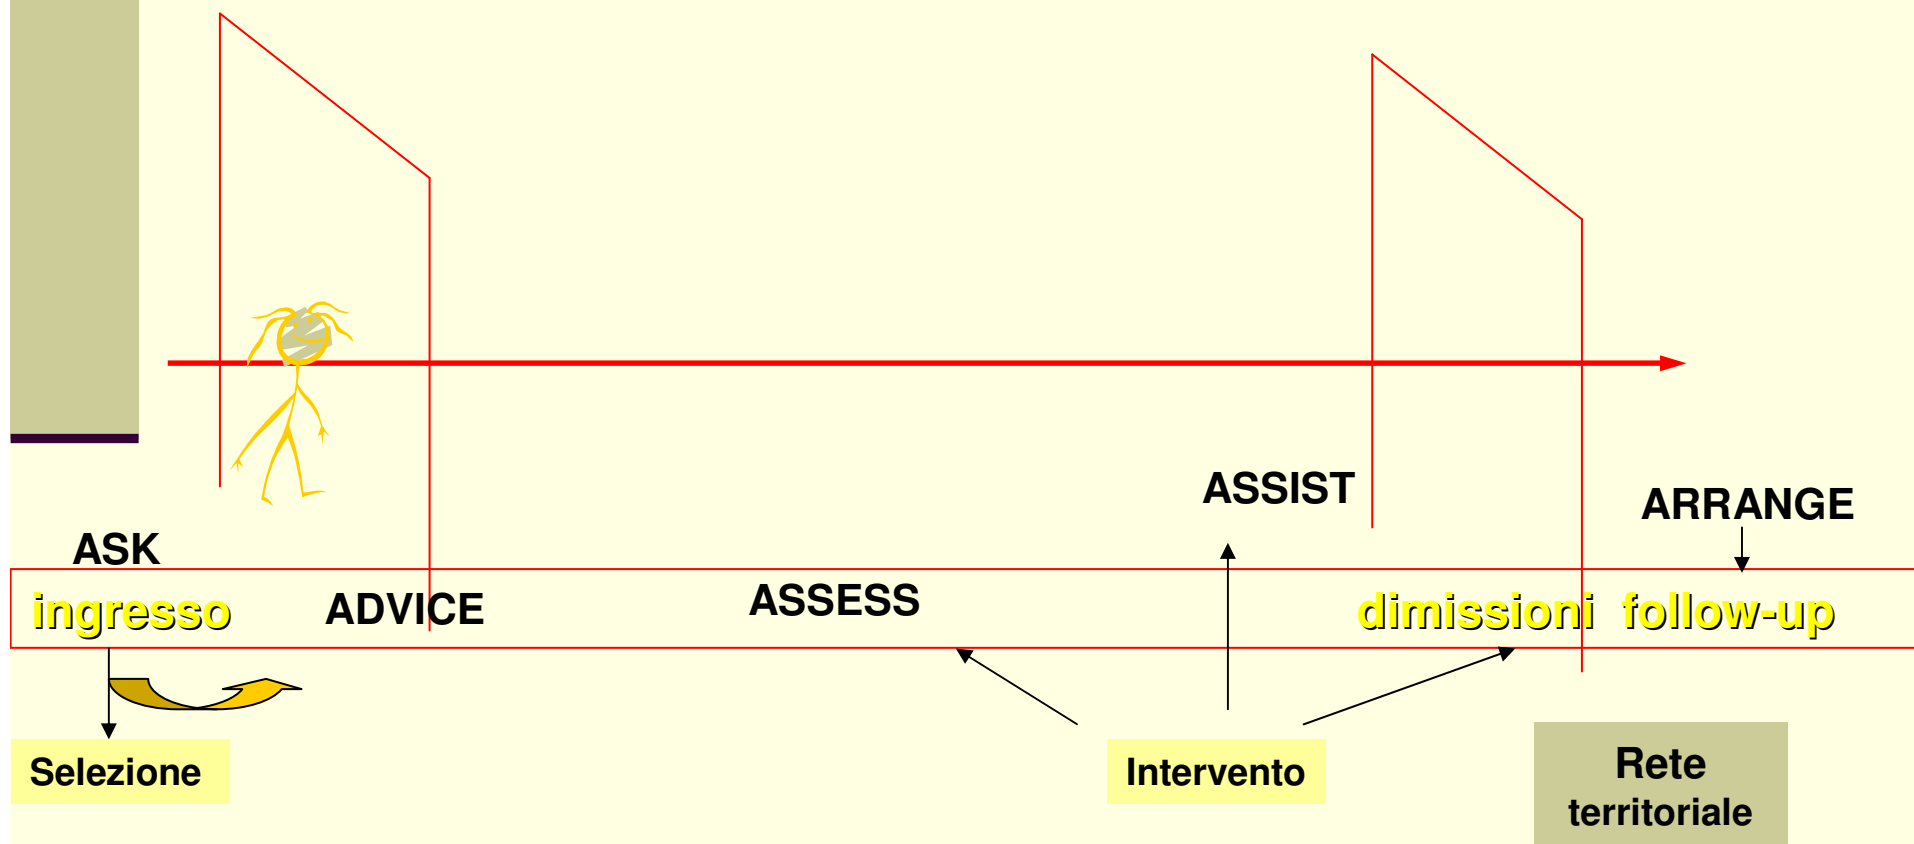 ASSIST
ARRANGE
ASK
ingresso ADVICE ASSESS dimissioni follow-up
Selezione
Intervento
Rete
territoriale